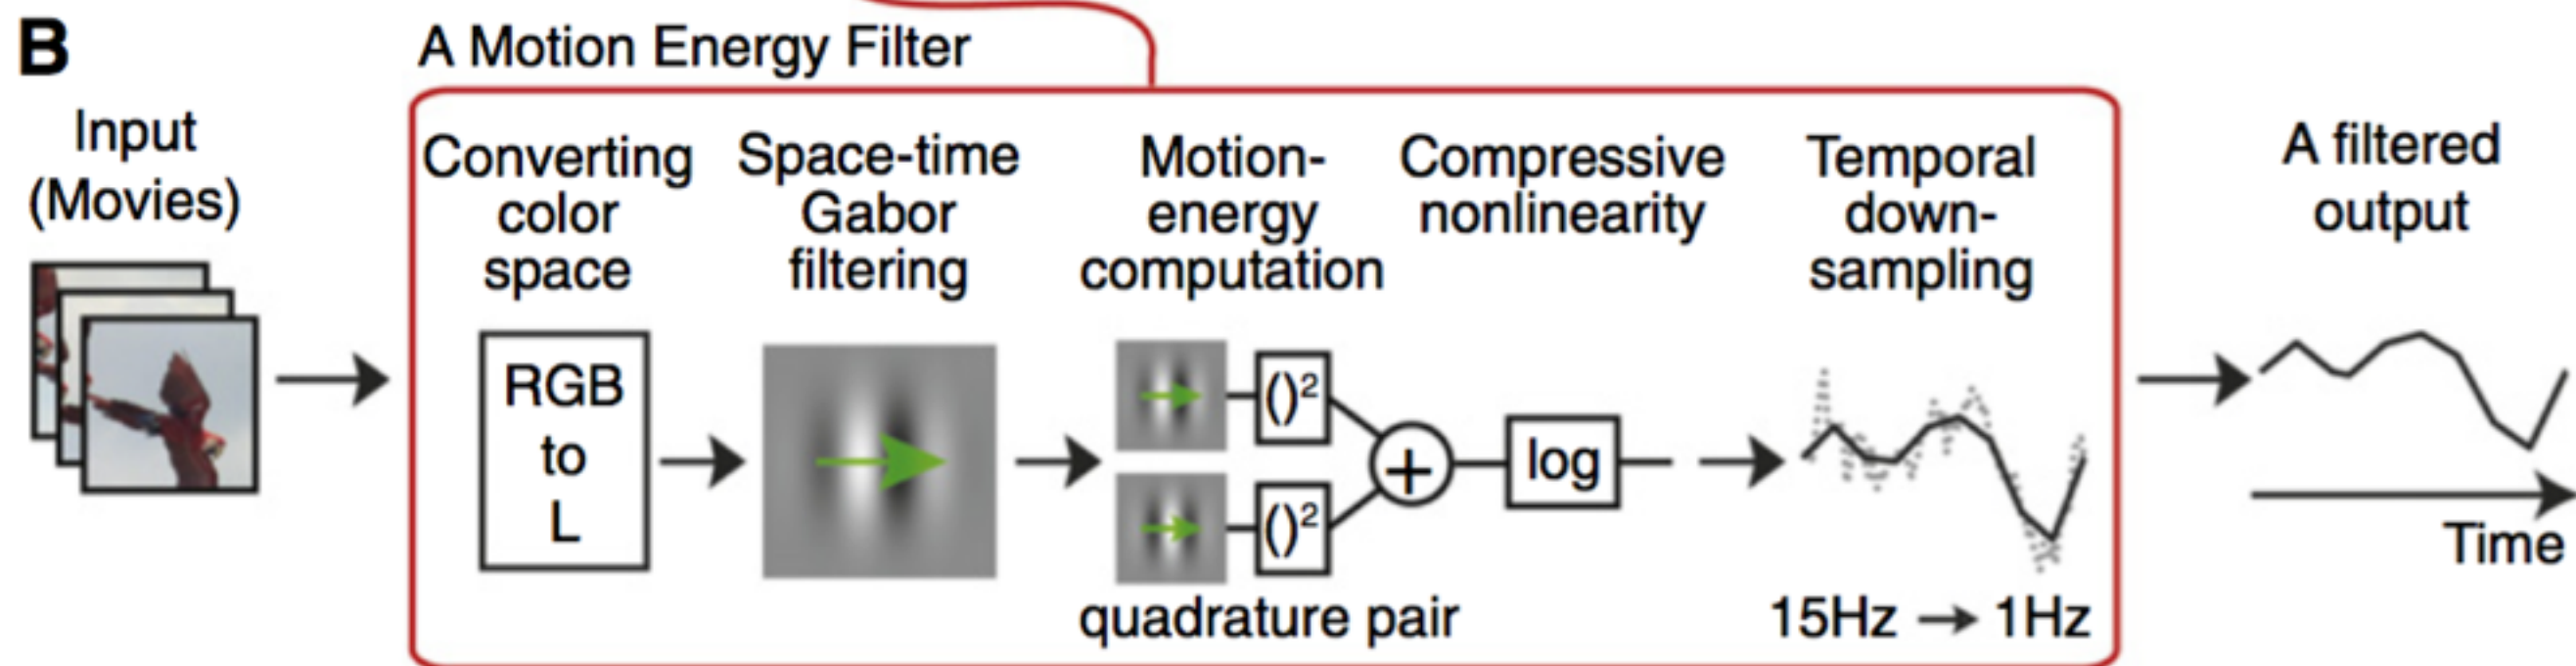 B
A Motion Energy Filter
Input
(Movies)
Converting
color
space
RGB
to
L
Space-time
Gabor
filtering
Motion-
energy
computation
()²
()²
+
quadrature pair
Compressive
nonlinearity
log
Temporal
down-
sampling
15Hz → 1Hz
A filtered
output
Time